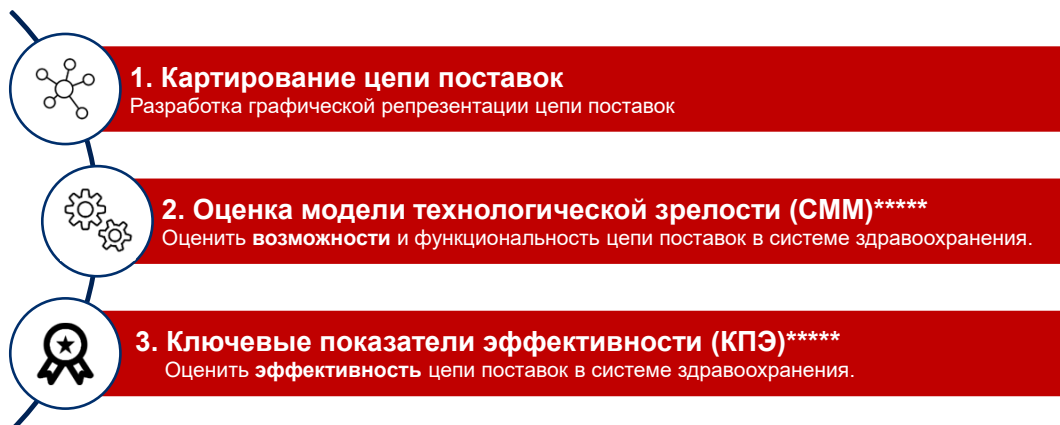 1. Картирование цепи поставок
Разработка графической репрезентации цепи поставок
2. Оценка модели технологической зрелости (СММ)*****
Оценить возможности и функциональность цепи поставок в системе здравоохранения.
3. Ключевые показатели эффективности (КПЭ)*****
Оценить эффективность цепи поставок в системе здравоохранения.